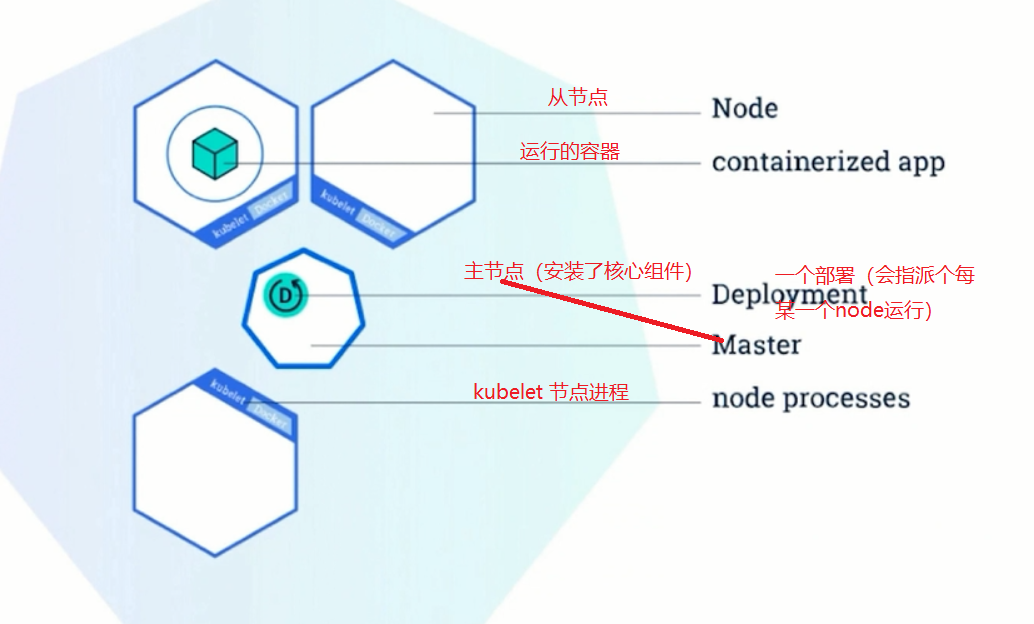 从节点
Node
运行的容器
containerized app
kubelet Docker
kubelet Docker
主节点（安装了核心组件）
一个部署（会指派个每
D
Deployment
某一个node运行）
Master
kubelet 节点进程
node processes
kubelet Docker